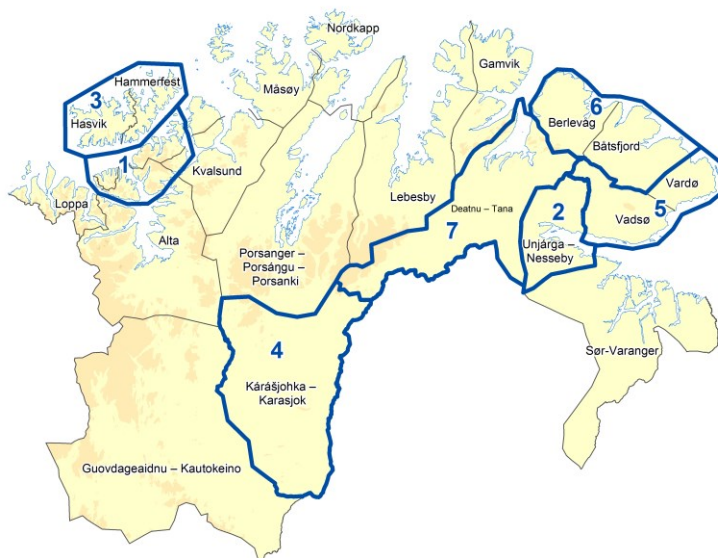 Nordkapp
Gamvik
Hammerfest
Måsøy
3
6
Hasvik
Berlevåg
Båtsfjord
1
Kvalsund
Vardø
Loppa
Lebesby
Deatnu – Tana
2
5
Vadsø
7
Alta
Unjárga –
Nesseby
Porsanger –
Porsáŋgu –
Porsanki
4
Sør-Varanger
Kárášjohka –
Karasjok
Guovdageaidnu – Kautokeino